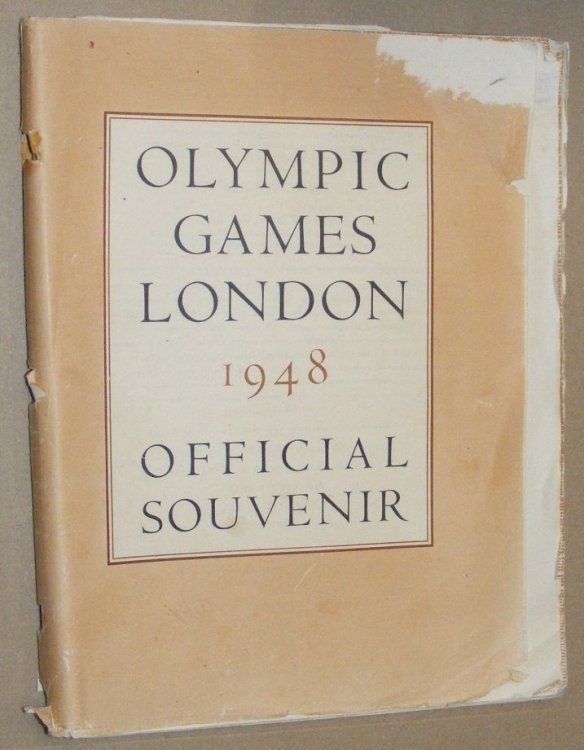 OLYMPIC
GAMES
LONDON
1948
OFFICIAL
SOUVENIR